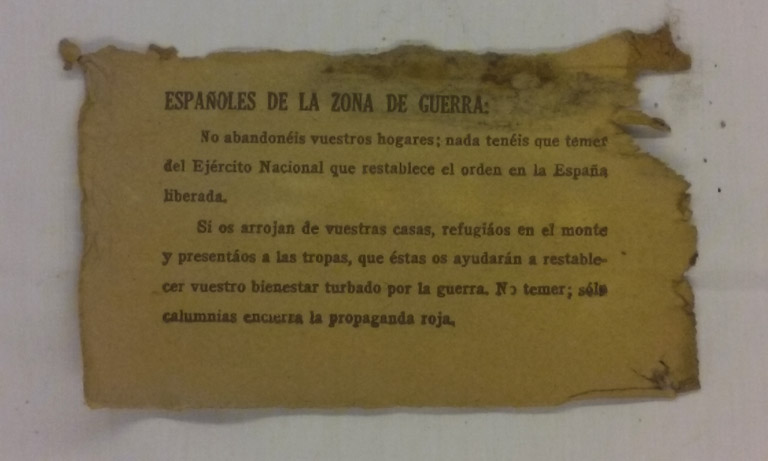 ESPAÑOLES DE LA ZONA DE GUERRA:
No abandonéis vuestros hogares; nada tenéis que temer
del Ejército Nacional que restablece el orden en la España
liberada.
Si os arrojan de vuestras casas, refugiáos en el monte
y presentáos a las tropas, que éstas os ayudarán a restable-
cer vuestro bienestar turbado por la guerra. No temer; sólo
calumnias encierra la propaganda roja.